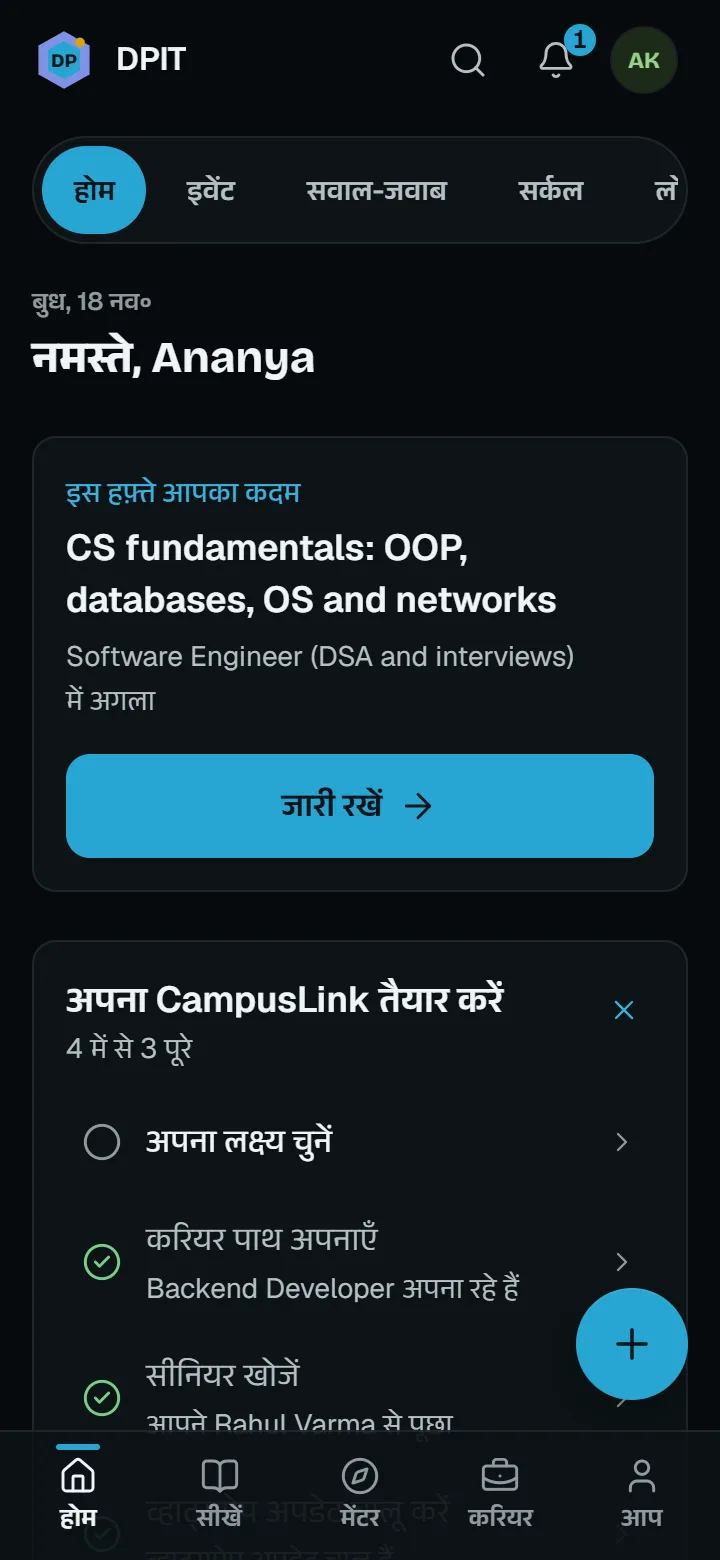 DP
DPIT
1
AK
होम
इवेंट
सवाल-जवाब
सर्कल
बुध, 18 नव॰
नमस्ते, Ananya
इस हफ़्ते आपका कदम
CS fundamentals: OOP,
databases, OS and networks
Software Engineer (DSA and interviews)
में अगला
जारी रखें
अपना CampusLink तैयार करें
4 में से 3 पूरे
अपना लक्ष्य चुनें
करियर पाथ अपनाएँ
Backend Developer अपना रहे हैं
सीनियर खोजें
आपने Rahul Varma से पूछा
होम
सीखें
मेंटर
करियर
आप